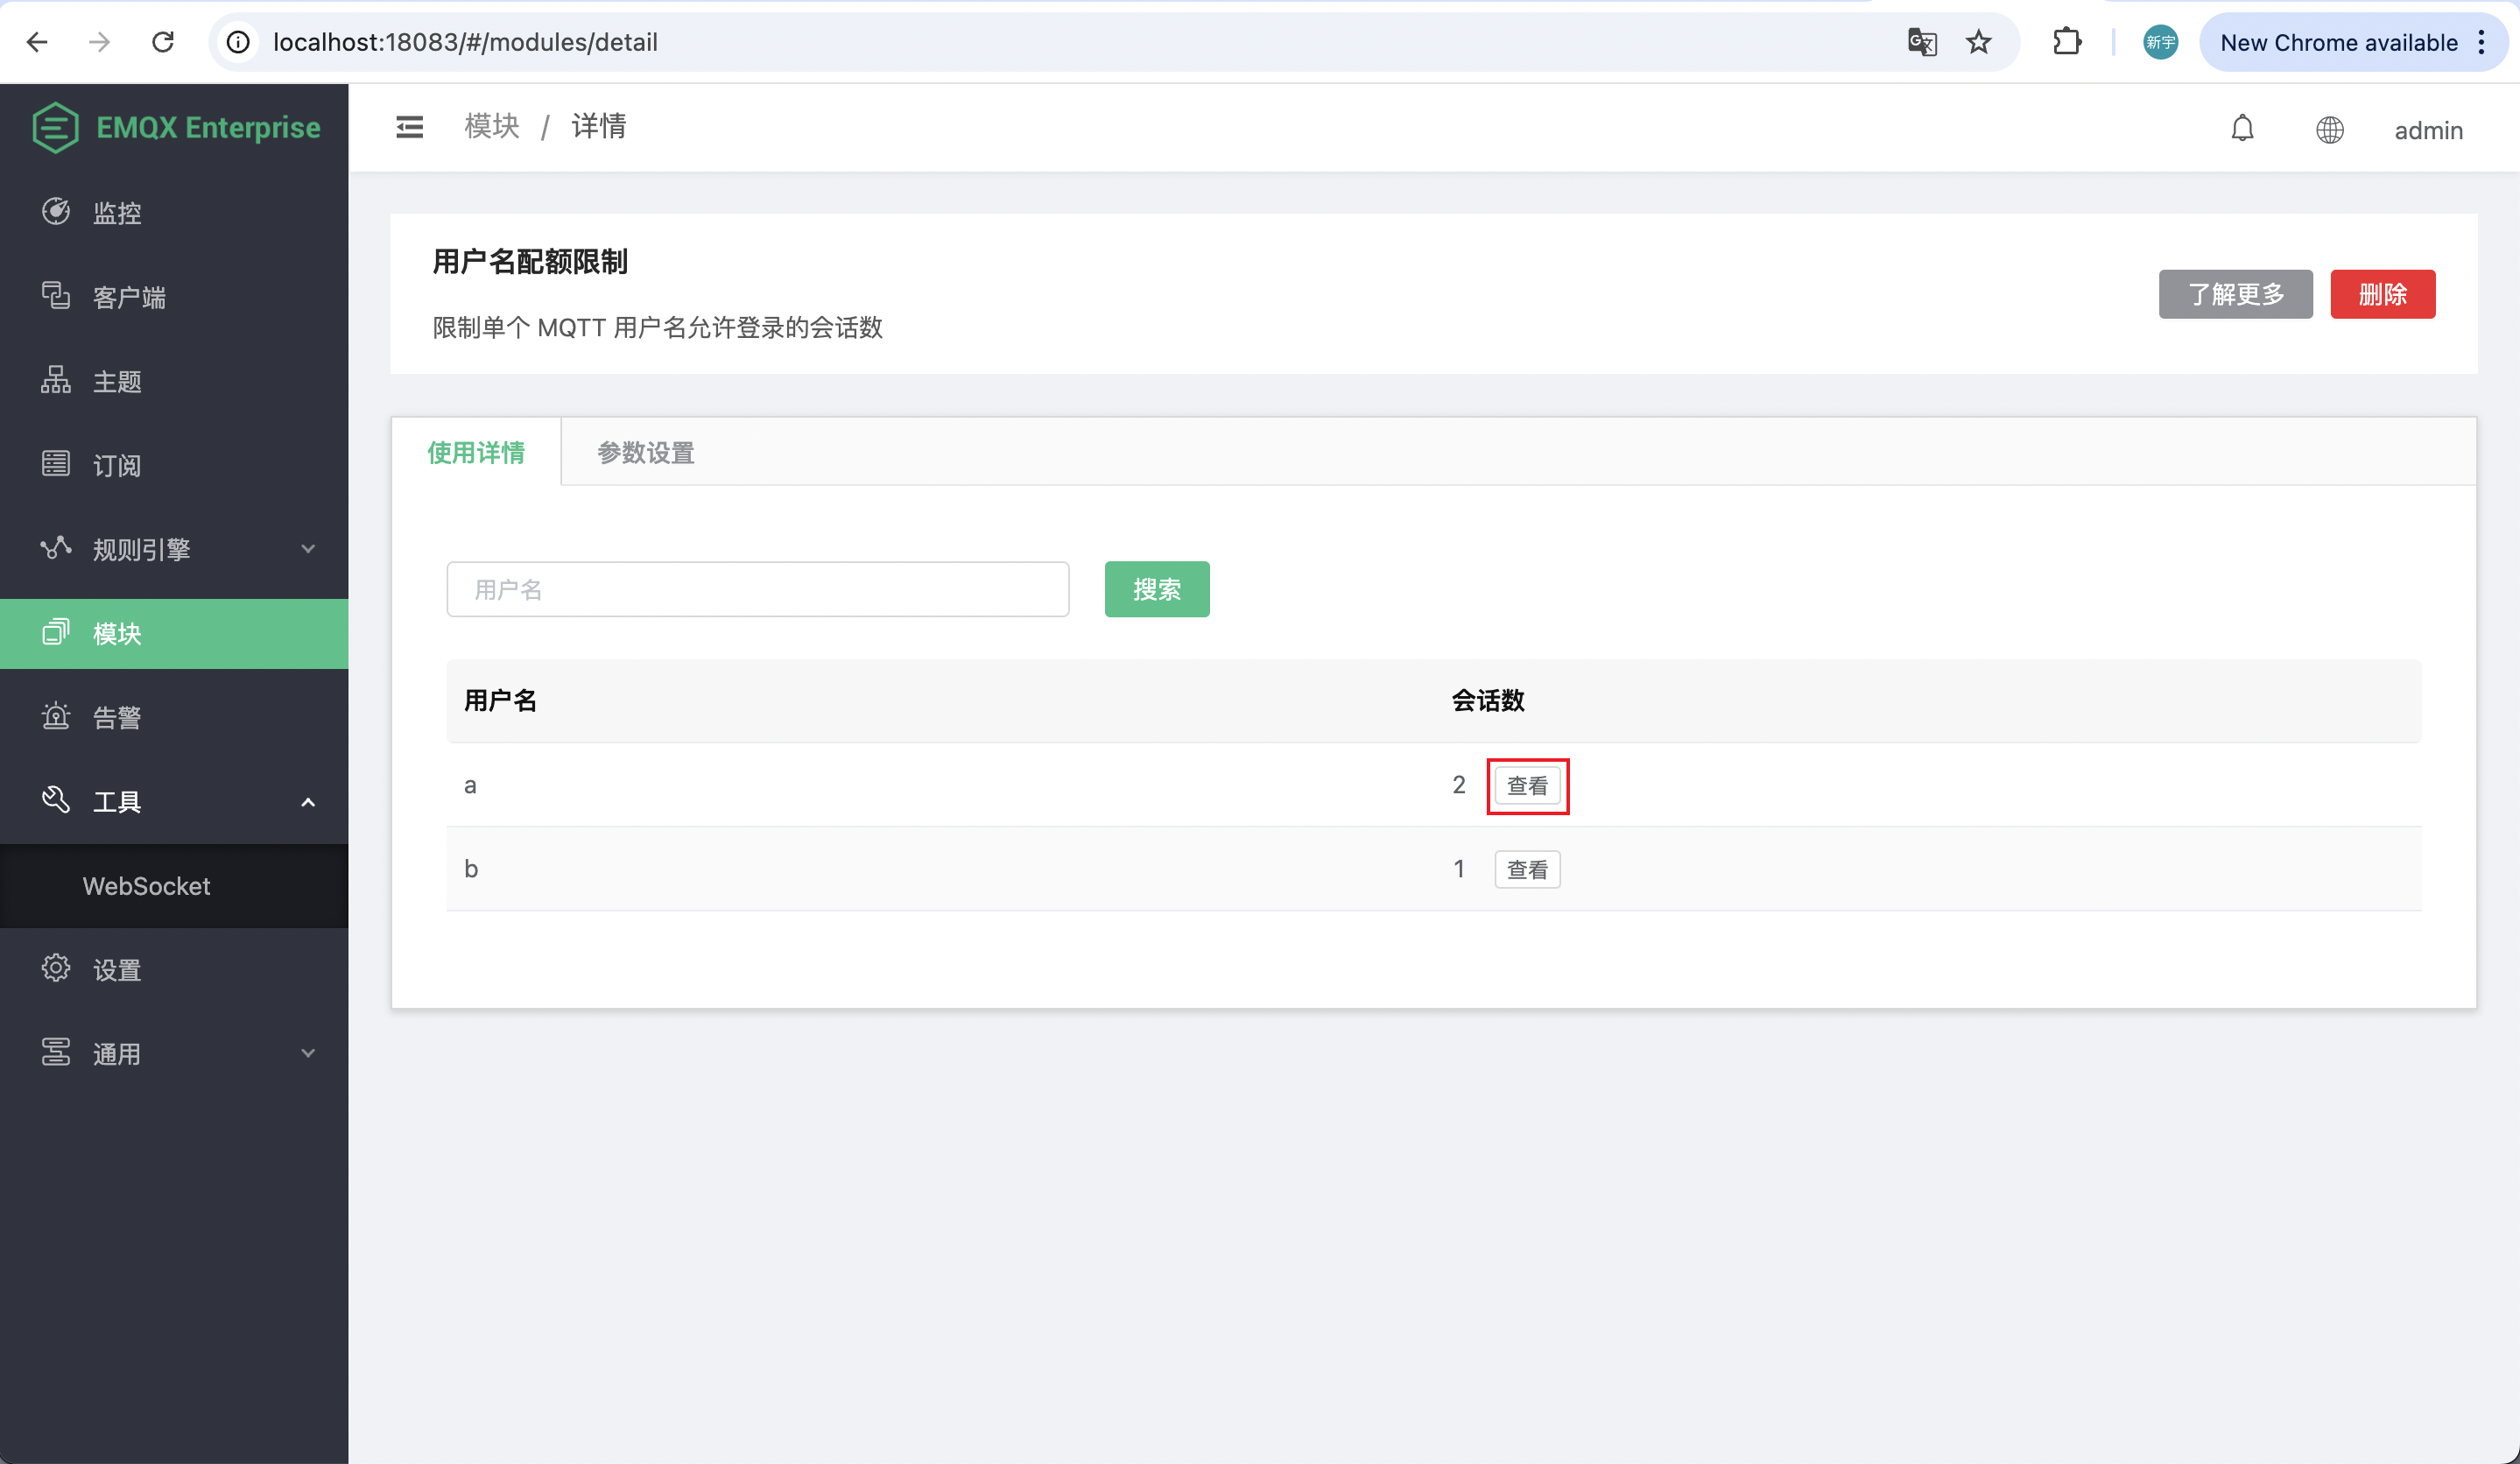 localhost:18083/#/modules/detail
新宇
New Chrome available
EMQX Enterprise
模块 / 详情
admin
监控
客户端
主题
订阅
规则引擎
模块
告警
工具
WebSocket
设置
通用
用户名配额限制
限制单个 MQTT 用户名允许登录的会话数
了解更多
删除
使用详情
参数设置
用户名
搜索
用户名 会话数
a 2 查看
b 1 查看